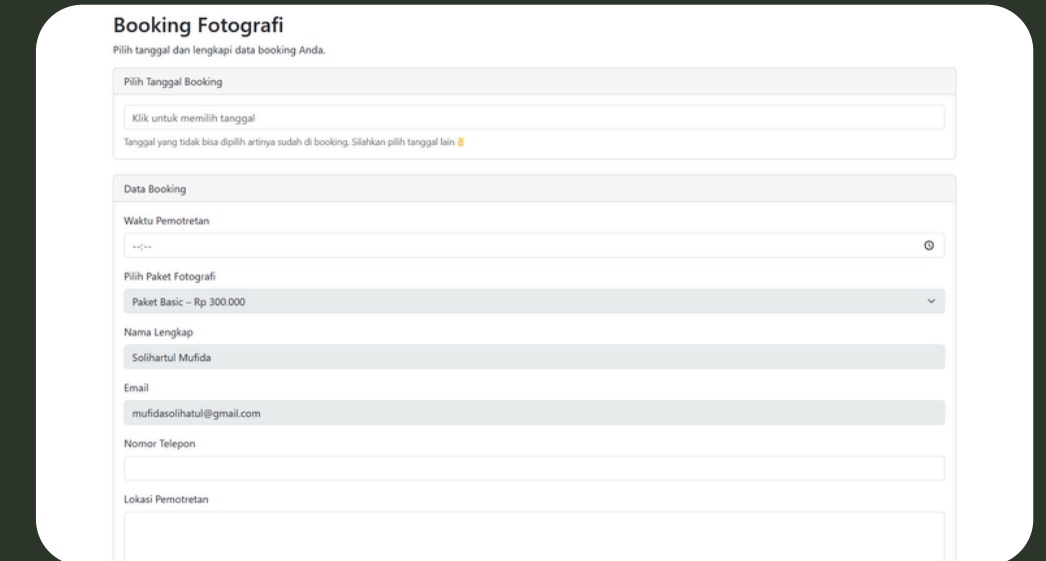 Booking Fotografi
Pilih tanggal dan lengkapi data booking Anda.
Pilih Tanggal Booking
Klik untuk memilih tanggal
Tanggal yang tidak bisa dipilih artinya sudah di booking. Silahkan pilih tanggal lain
Data Booking
Waktu Pemotretan
--:--
Pilih Paket Fotografi
Paket Basic – Rp 300.000
Nama Lengkap
Solihartul Mufida
Email
mufidasolihatul@gmail.com
Nomor Telepon
Lokasi Pemotretan